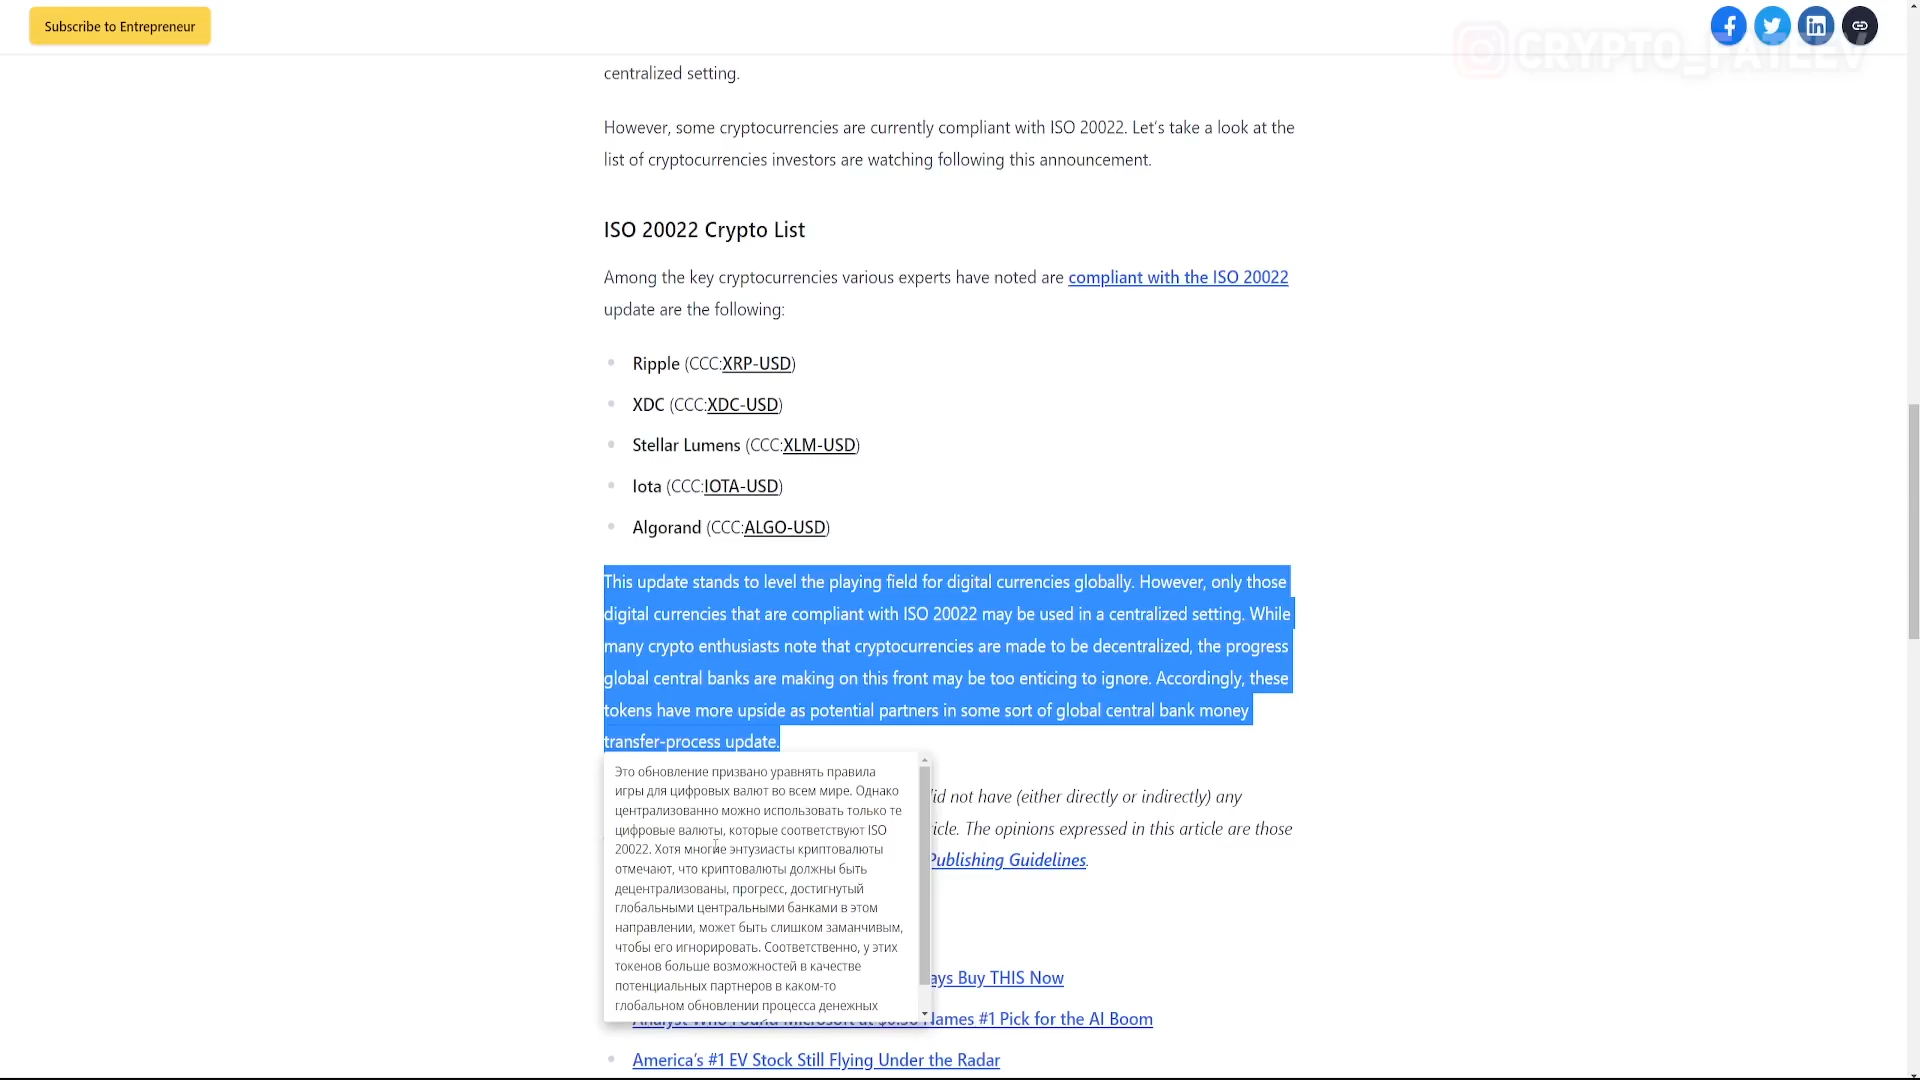 Subscribe to Entrepreneur
CRYPTO_FATEEV
centralized setting.
However, some cryptocurrencies are currently compliant with ISO 20022. Let's take a look at the
list of cryptocurrencies investors are watching following this announcement.
ISO 20022 Crypto List
Among the key cryptocurrencies various experts have noted are compliant with the ISO 20022
update are the following:
Ripple (CCC:XRP-USD)
XDC (CCC:XDC-USD)
Stellar Lumens (CCC:XLM-USD)
Iota (CCC:IOTA-USD)
Algorand (CCC:ALGO-USD)
This update stands to level the playing field for digital currencies globally. However, only those
digital currencies that are compliant with ISO 20022 may be used in a centralized setting. While
many crypto enthusiasts note that cryptocurrencies are made to be decentralized, the progress
global central banks are making on this front may be too enticing to ignore. Accordingly, these
tokens have more upside as potential partners in some sort of global central bank money
transfer-process update.
Это обновление призвано уравнять правила
игры для цифровых валют во всем мире. Однако
централизованно можно использовать только те
цифровые валюты, которые соответствуют ISO
20022. Хотя многие энтузиасты криптовалюты
отмечают, что криптовалюты должны быть
децентрализованы, прогресс, достигнутый
глобальными центральными банками в этом
направлении, может быть слишком заманчивым,
чтобы его игнорировать. Соответственно, у этих
токенов больше возможностей в качестве
потенциальных партнеров в каком-то
глобальном обновлении процесса денежных
not have (either directly or indirectly) any
The opinions expressed in this article are those
Publishing Guidelines.
Buy THIS Now
Analyst Who Found Microsoft at $0.38 Names #1 Pick for the AI Boom
America's #1 EV Stock Still Flying Under the Radar